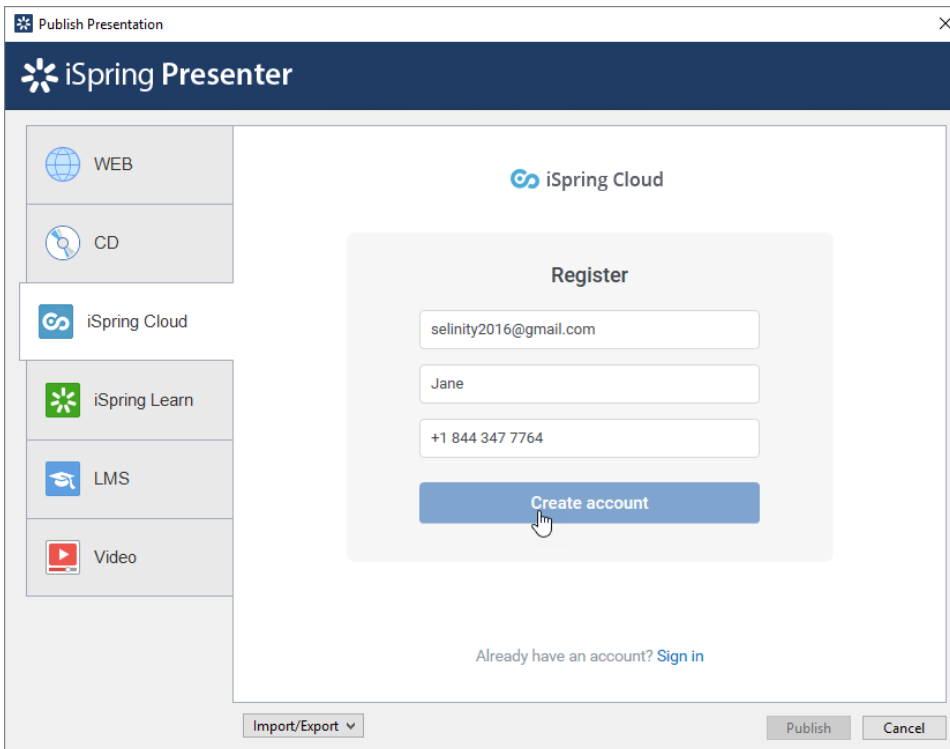 Publish Presentation
iSpring Presenter
WEB
CD
iSpring Cloud
iSpring Learn
LMS
Video
iSpring Cloud
Register
selinity2016@gmail.com
Jane
+1 844 347 7764
Create account
Already have an account? Sign in
Import/Export
Publish
Cancel